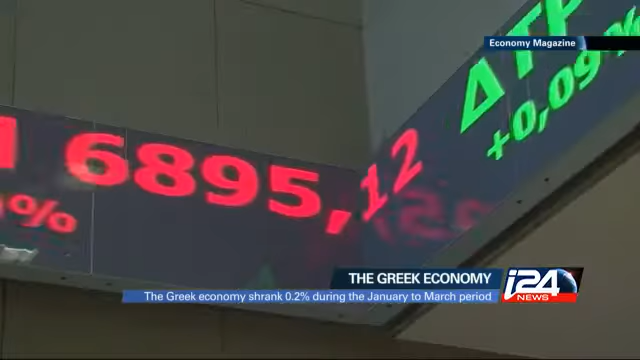 Economy Magazine
ΔΤΡ
+0,09%
6895,12
%
THE GREEK ECONOMY
The Greek economy shrank 0.2% during the January to March period
i24
NEWS